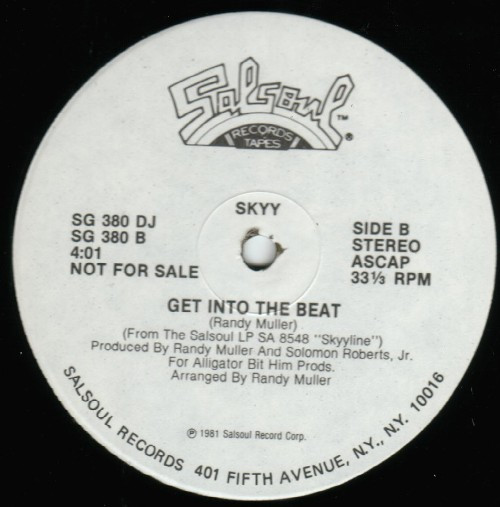 Salsoul
RECORDS
TAPES
TM
®
SKYY
SG 380 DJ
SG 380 B
4:01
NOT FOR SALE
SIDE B
STEREO
ASCAP
33⅓ RPM
GET INTO THE BEAT
(Randy Muller)
(From The Salsoul LP SA 8548 "Skyyline")
Produced By Randy Muller And Solomon Roberts, Jr.
For Alligator Bit Him Prods.
Arranged By Randy Muller
℗ 1981 Salsoul Record Corp.
SALSOUL RECORDS 401 FIFTH AVENUE, N.Y., N.Y. 10016